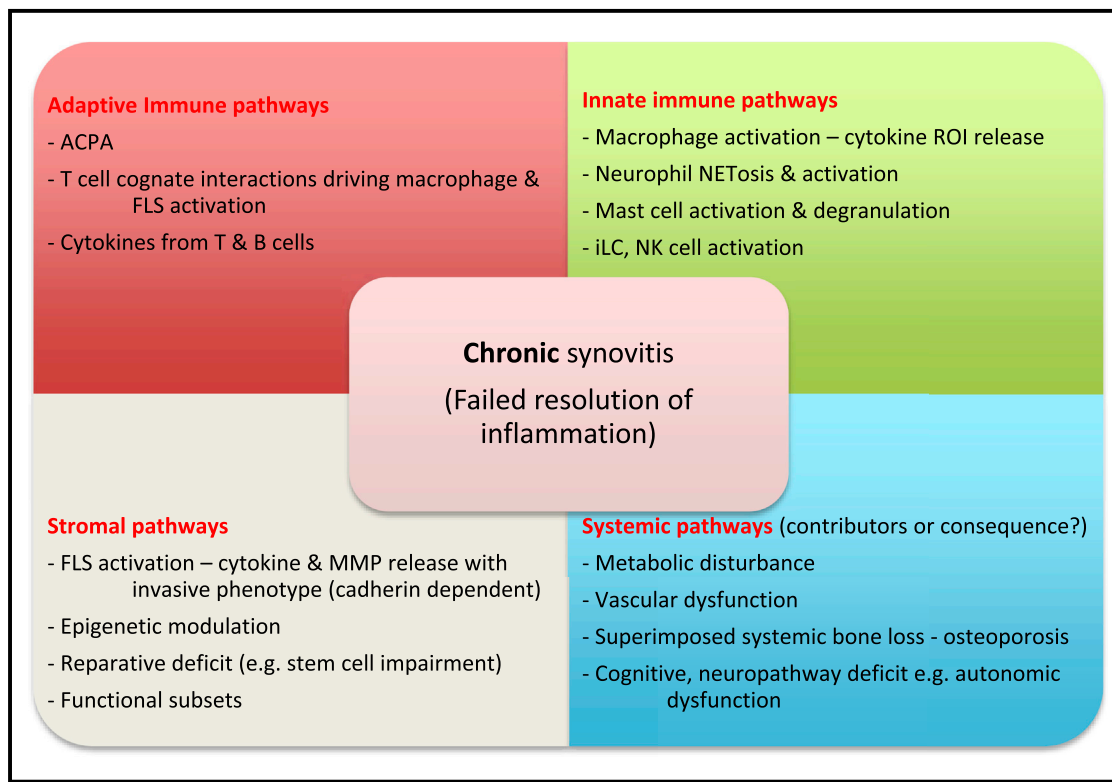 Adaptive Immune pathways
- ACPA
- T cell cognate interactions driving macrophage &
FLS activation
- Cytokines from T & B cells
Innate immune pathways
- Macrophage activation – cytokine ROI release
- Neurophil NETosis & activation
- Mast cell activation & degranulation
- iLC, NK cell activation
Chronic synovitis
(Failed resolution of
inflammation)
Stromal pathways
- FLS activation – cytokine & MMP release with
invasive phenotype (cadherin dependent)
- Epigenetic modulation
- Reparative deficit (e.g. stem cell impairment)
- Functional subsets
Systemic pathways (contributors or consequence?)
- Metabolic disturbance
- Vascular dysfunction
- Superimposed systemic bone loss - osteoporosis
- Cognitive, neuropathway deficit e.g. autonomic
dysfunction